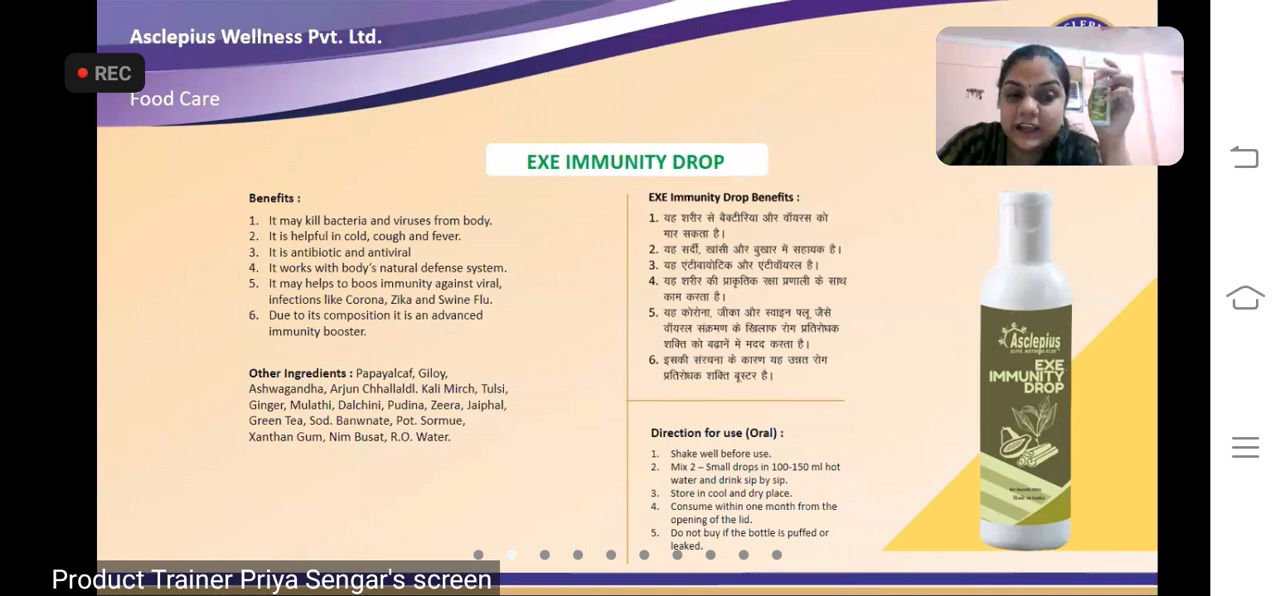 Asclepius Wellness Pvt. Ltd.
REC
Food Care
EXE IMMUNITY DROP
Benefits :
1. It may kill bacteria and viruses from body.
2. It is helpful in cold, cough and fever.
3. It is antibiotic and antiviral
4. It works with body's natural defense system.
5. It may helps to boos immunity against viral,
infections like Corona, Zika and Swine Flu.
6. Due to its composition it is an advanced
immunity booster.
Other Ingredients : Papayalcaf, Giloy,
Ashwagandha, Arjun Chhallaldl. Kali Mirch, Tulsi,
Ginger, Mulathi, Dalchini, Pudina, Zeera, Jaiphal,
Green Tea, Sod. Banwnate, Pot. Sormue,
Xanthan Gum, Nim Busat, R.O. Water.
EXE Immunity Drop Benefits :
1. यह शरीर से बैक्टीरिया और वॉयरस को
मार सकता है।
2. यह सर्दी, खांसी और बुखार में सहायक है।
3. यह एंटीबायोटिक और एंटीवॉयरल है।
4. यह शरीर की प्राकृतिक रक्षा प्रणाली के साथ
काम करता है।
5. यह कोरोना, जीका और स्वाइन फ्लू जैसे
वॉयरल संक्रमण के खिलाफ रोग प्रतिरोधक
शक्ति को बढ़ानें में मदद करता है।
6. इसकी संरचना के कारण यह उन्नत रोग
प्रतिरोधक शक्ति बूस्टर है।
Direction for use (Oral) :
1. Shake well before use.
2. Mix 2 – Small drops in 100-150 ml hot
water and drink sip by sip.
3. Store in cool and dry place.
4. Consume within one month from the
opening of the lid.
5. Do not buy if the bottle is puffed or
leaked.
Asclepius
EXE
IMMUNITY
DROP
Made in India
Product Trainer Priya Sengar's screen